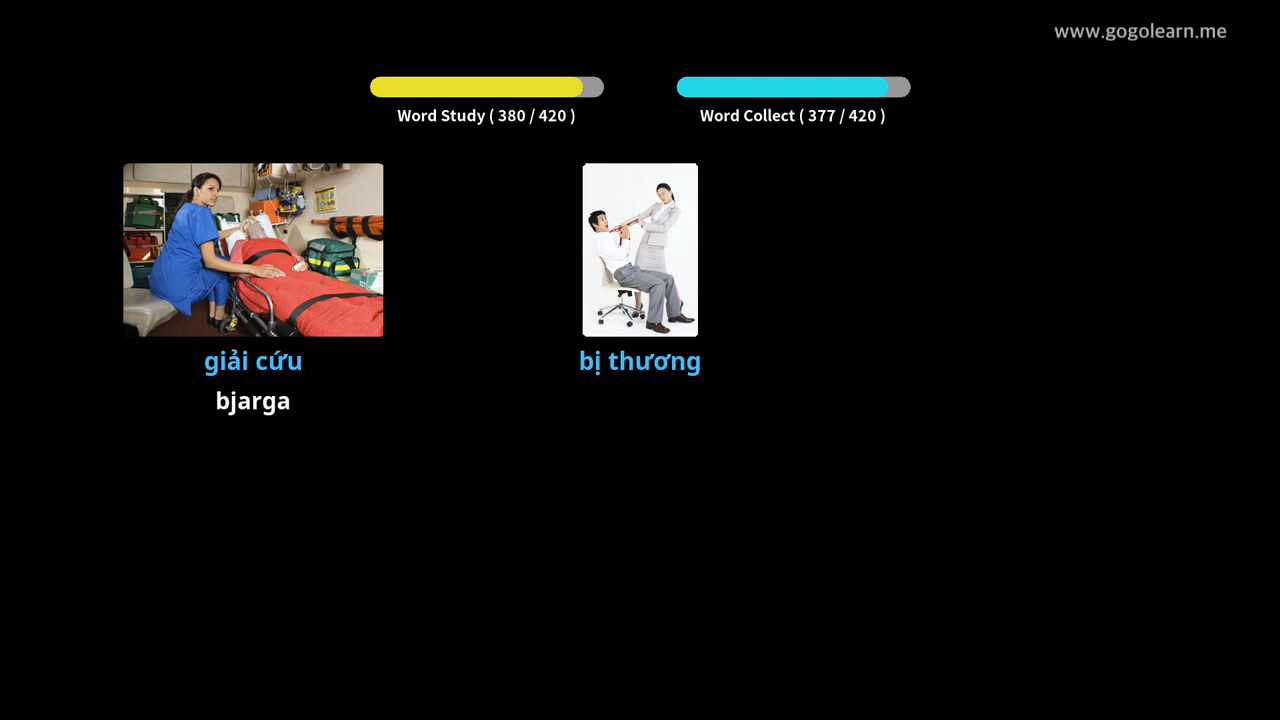 www.gogolearn.me
Word Study ( 380 / 420 )
Word Collect ( 377 / 420 )
giải cứu
bị thương
bjarga